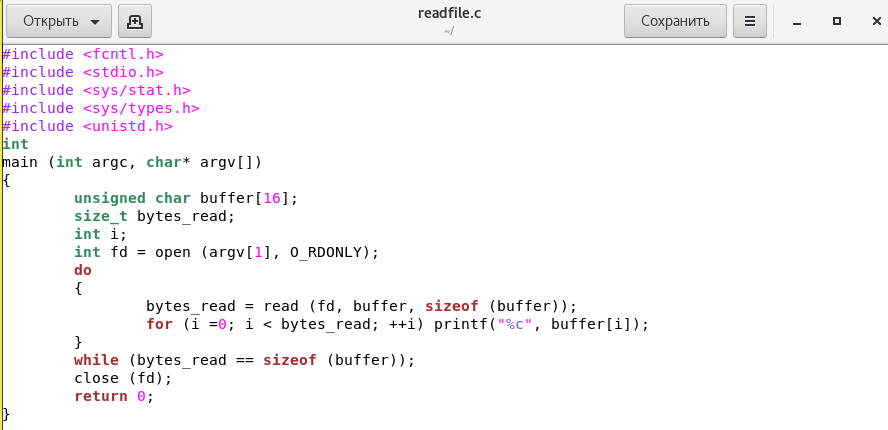 Открыть
readfile.c
~/
Сохранить
#include <fcntl.h>
#include <stdio.h>
#include <sys/stat.h>
#include <sys/types.h>
#include <unistd.h>
int
main (int argc, char* argv[])
{
unsigned char buffer[16];
size_t bytes_read;
int i;
int fd = open (argv[1], O_RDONLY);
do
{
bytes_read = read (fd, buffer, sizeof (buffer));
for (i =0; i < bytes_read; ++i) printf("%c", buffer[i]);
}
while (bytes_read == sizeof (buffer));
close (fd);
return 0;
}